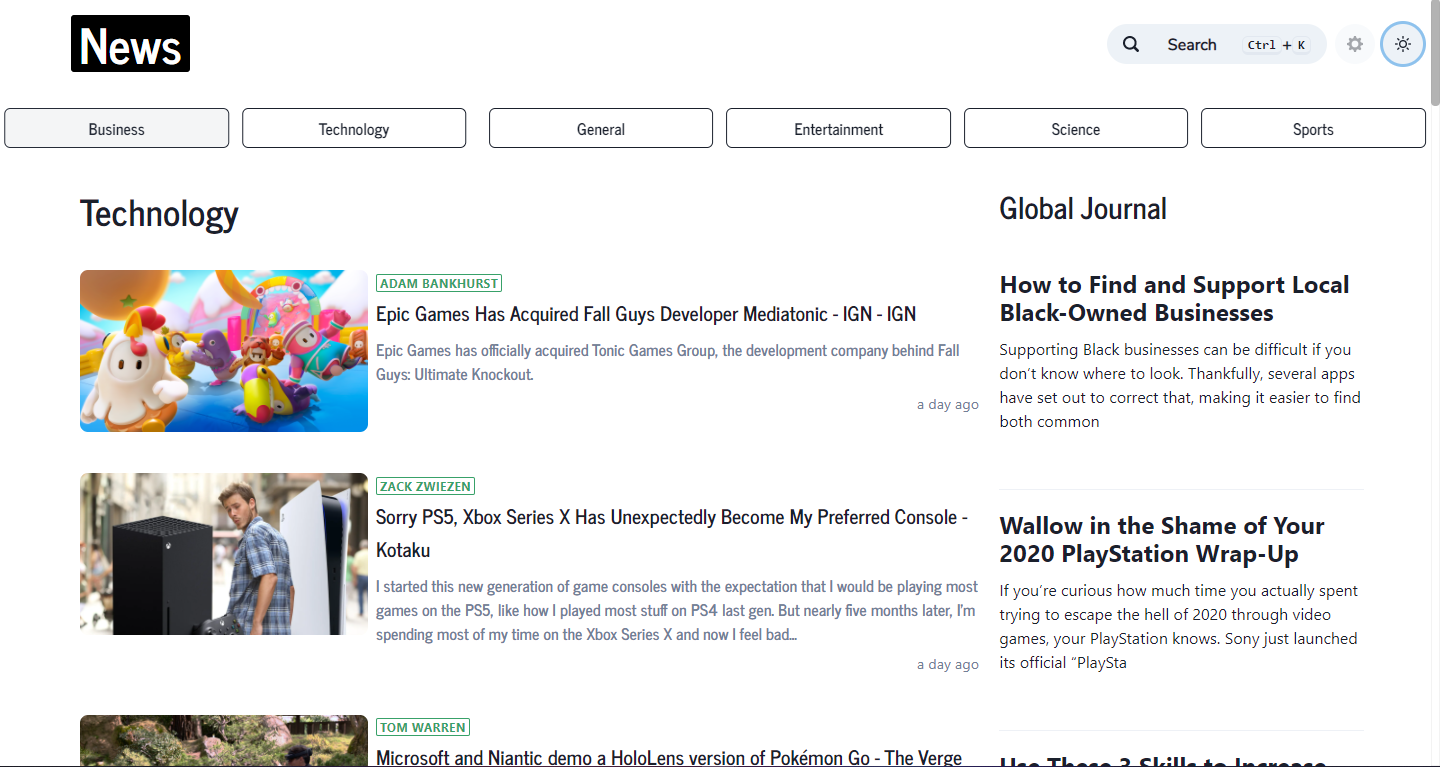 News
Search Ctrl + K
Business
Technology
General
Entertainment
Science
Sports
Technology
ADAM BANKHURST
Epic Games Has Acquired Fall Guys Developer Mediatonic - IGN - IGN
Epic Games has officially acquired Tonic Games Group, the development company behind Fall
Guys: Ultimate Knockout.
a day ago
ZACK ZWIEZEN
Sorry PS5, Xbox Series X Has Unexpectedly Become My Preferred Console -
Kotaku
I started this new generation of game consoles with the expectation that I would be playing most
games on the PS5, like how I played most stuff on PS4 last gen. But nearly five months later, I'm
spending most of my time on the Xbox Series X and now I feel bad...
a day ago
TOM WARREN
Microsoft and Niantic demo a HoloLens version of Pokémon Go - The Verge
Global Journal
How to Find and Support Local
Black-Owned Businesses
Supporting Black businesses can be difficult if you
don’t know where to look. Thankfully, several apps
have set out to correct that, making it easier to find
both common
Wallow in the Shame of Your
2020 PlayStation Wrap-Up
If you’re curious how much time you actually spent
trying to escape the hell of 2020 through video
games, your PlayStation knows. Sony just launched
its official “PlaySta
Use These 3 Skills to Increase